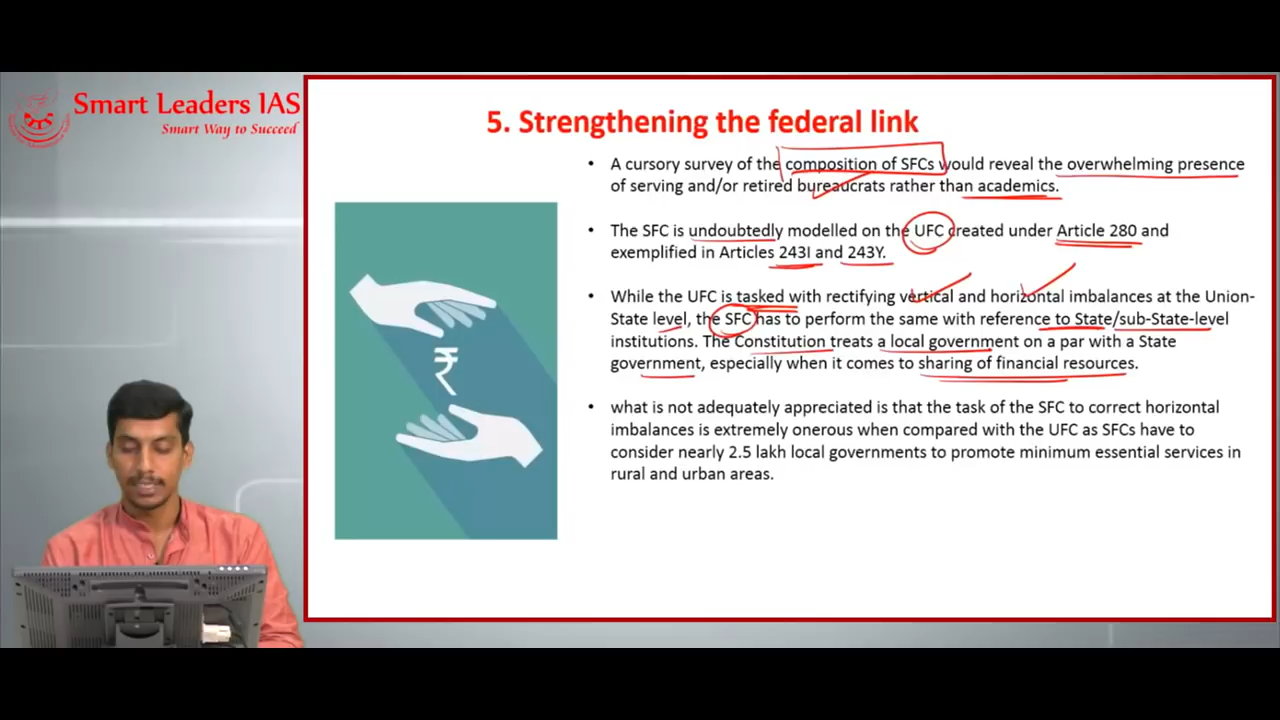 Smart Leaders IAS
Smart Way to Succeed
5. Strengthening the federal link
• A cursory survey of the composition of SFCs would reveal the overwhelming presence
of serving and/or retired bureaucrats rather than academics.
• The SFC is undoubtedly modelled on the UFC created under Article 280 and
exemplified in Articles 243I and 243Y.
• While the UFC is tasked with rectifying vertical and horizontal imbalances at the Union-
State level, the SFC has to perform the same with reference to State/sub-State-level
institutions. The Constitution treats a local government on a par with a State
government, especially when it comes to sharing of financial resources.
• what is not adequately appreciated is that the task of the SFC to correct horizontal
imbalances is extremely onerous when compared with the UFC as SFCs have to
consider nearly 2.5 lakh local governments to promote minimum essential services in
rural and urban areas.
₹